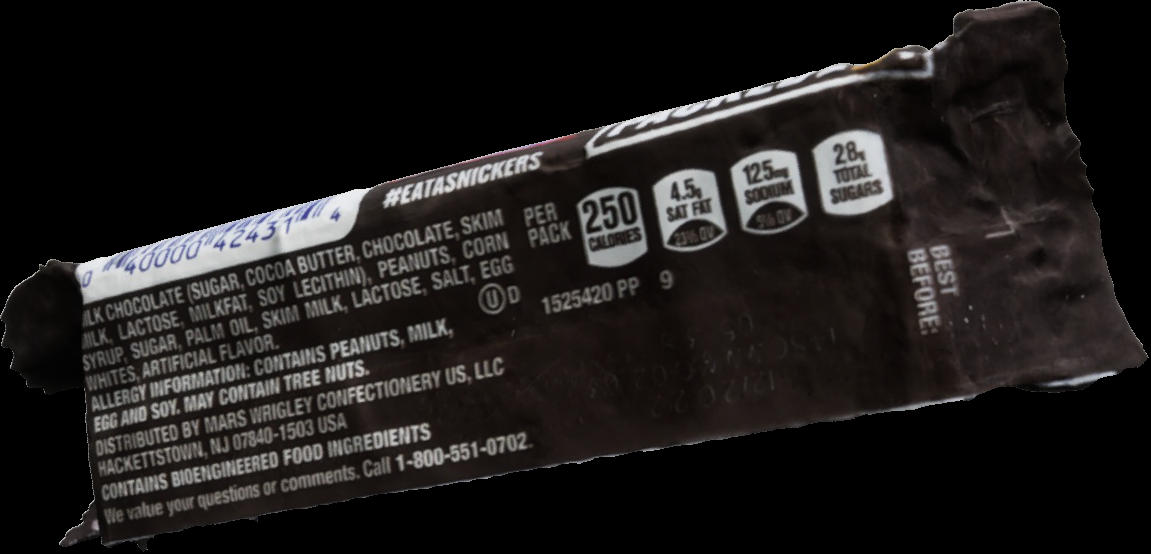 #EATASNICKERS
0 40000 42431 4
MILK CHOCOLATE (SUGAR, COCOA BUTTER, CHOCOLATE, SKIM
MILK, LACTOSE, MILKFAT, SOY LECITHIN), PEANUTS, CORN
SYRUP, SUGAR, PALM OIL, SKIM MILK, LACTOSE, SALT, EGG
WHITES, ARTIFICIAL FLAVOR.
ALLERGY INFORMATION: CONTAINS PEANUTS, MILK,
EGG AND SOY. MAY CONTAIN TREE NUTS.
DISTRIBUTED BY MARS WRIGLEY CONFECTIONERY US, LLC
HACKETTSTOWN, NJ 07840-1503 USA
CONTAINS BIOENGINEERED FOOD INGREDIENTS
We value your questions or comments. Call 1-800-551-0702.
U D
PER
PACK
250
CALORIES
4.5g
SAT FAT
23% DV
125mg
SODIUM
5% DV
28g
TOTAL
SUGARS
1525420 PP 9
BEST
BEFORE: